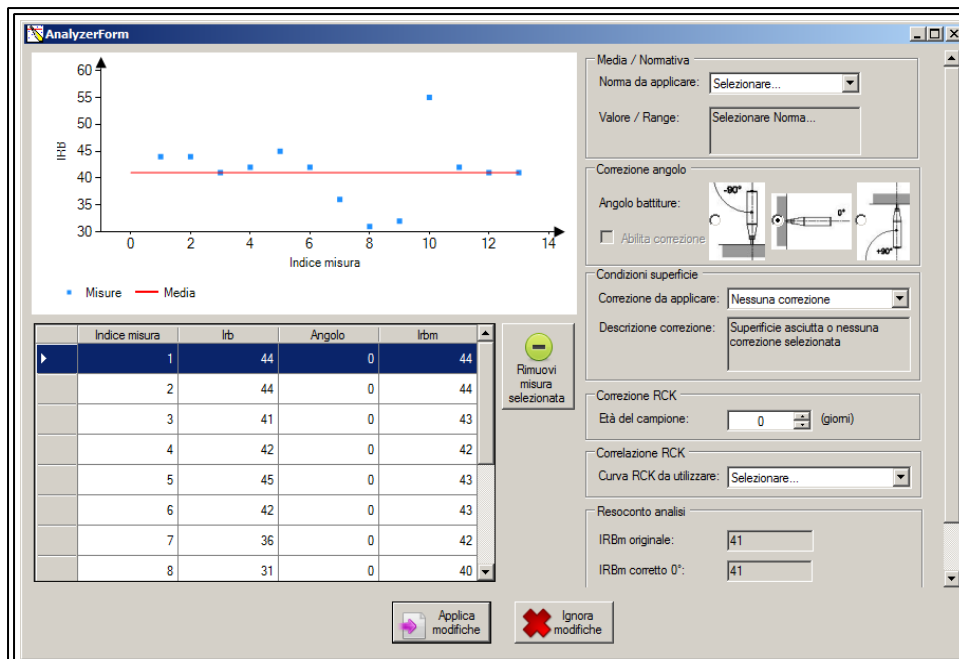 AnalyzerForm
60
55
50
45
40
35
30
IRB
0 2 4 6 8 10 12 14
Indice misura
Misure Media
Indice misura Irb Angolo Irbm
1 44 0 44
2 44 0 44
3 41 0 43
4 42 0 42
5 45 0 43
6 42 0 43
7 36 0 42
8 31 0 40
Rimuovi
misura
selezionata
Media / Normativa
Norma da applicare: Selezionare...
Valore / Range: Selezionare Norma...
Correzione angolo
Angolo battiture:
-90°
0°
+90°
Abilita correzione
Condizioni superficie
Correzione da applicare: Nessuna correzione
Descrizione correzione: Superficie asciutta o nessuna
correzione selezionata
Correzione RCK
Età del campione: 0 (giorni)
Correlazione RCK
Curva RCK da utilizzare: Selezionare...
Resoconto analisi
IRBm originale: 41
IRBm corretto 0°: 41
Applica
modifiche
Ignora
modifiche